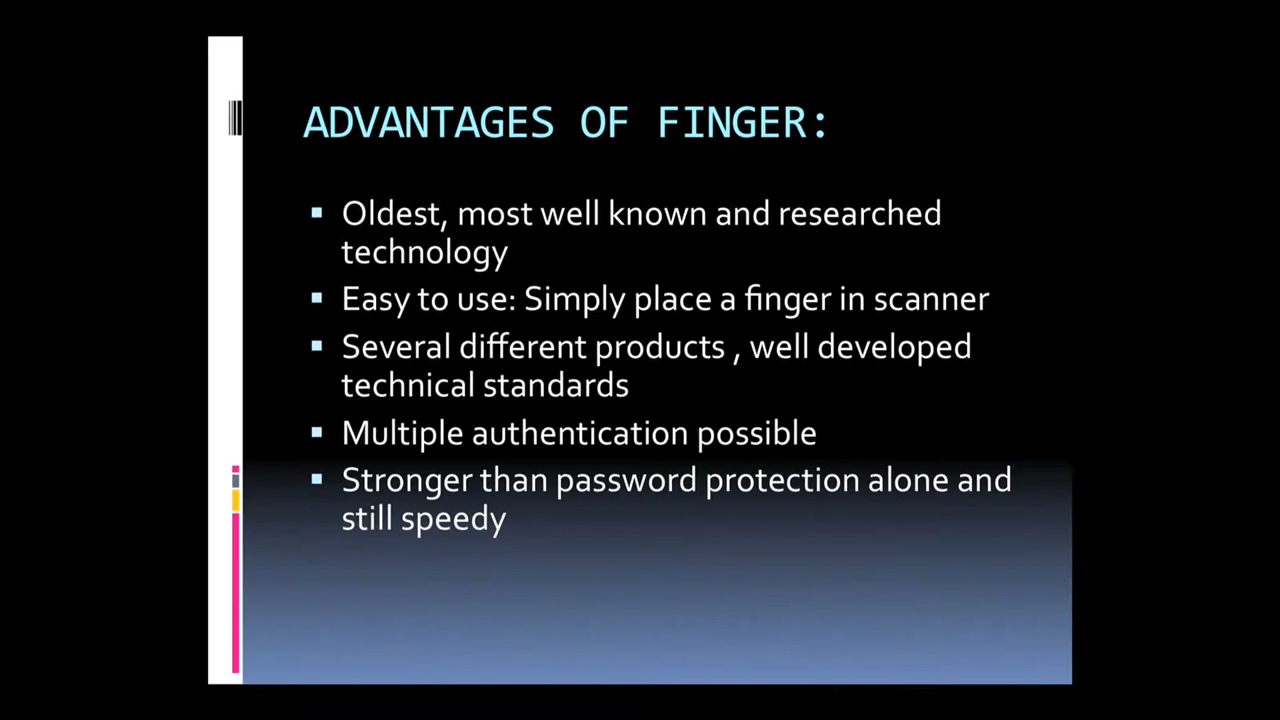 ADVANTAGES OF FINGER:
▪ Oldest, most well known and researched
technology
▪ Easy to use: Simply place a finger in scanner
▪ Several different products , well developed
technical standards
▪ Multiple authentication possible
▪ Stronger than password protection alone and
still speedy